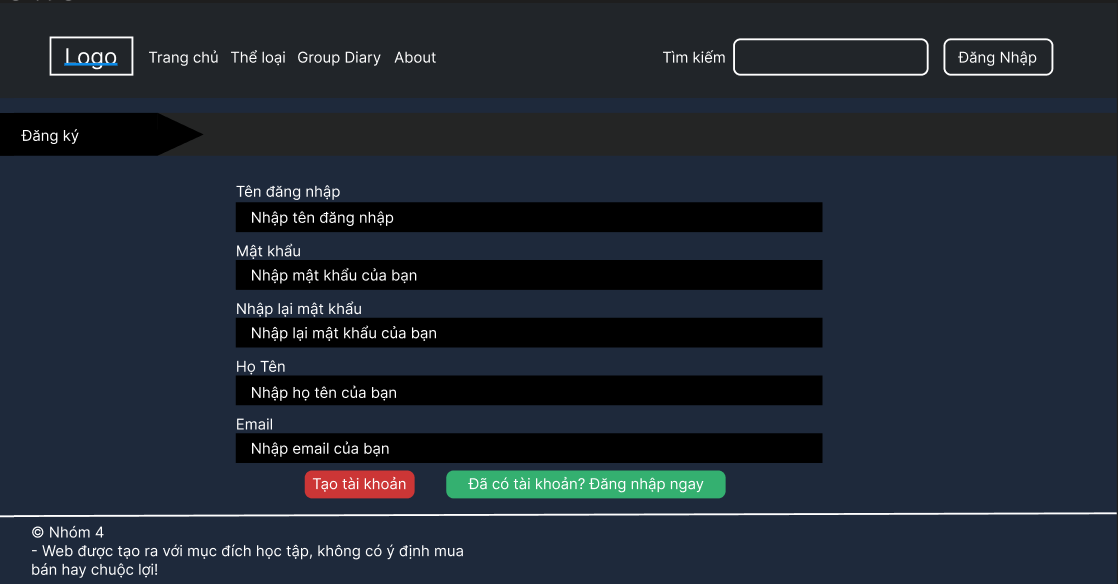 Logo Trang chủ Thể loại Group Diary About Tìm kiếm Đăng Nhập
Đăng ký
Tên đăng nhập
Nhập tên đăng nhập
Mật khẩu
Nhập mật khẩu của bạn
Nhập lại mật khẩu
Nhập lại mật khẩu của bạn
Họ Tên
Nhập họ tên của bạn
Email
Nhập email của bạn
Tạo tài khoản Đã có tài khoản? Đăng nhập ngay
© Nhóm 4
- Web được tạo ra với mục đích học tập, không có ý định mua
bán hay chuộc lợi!